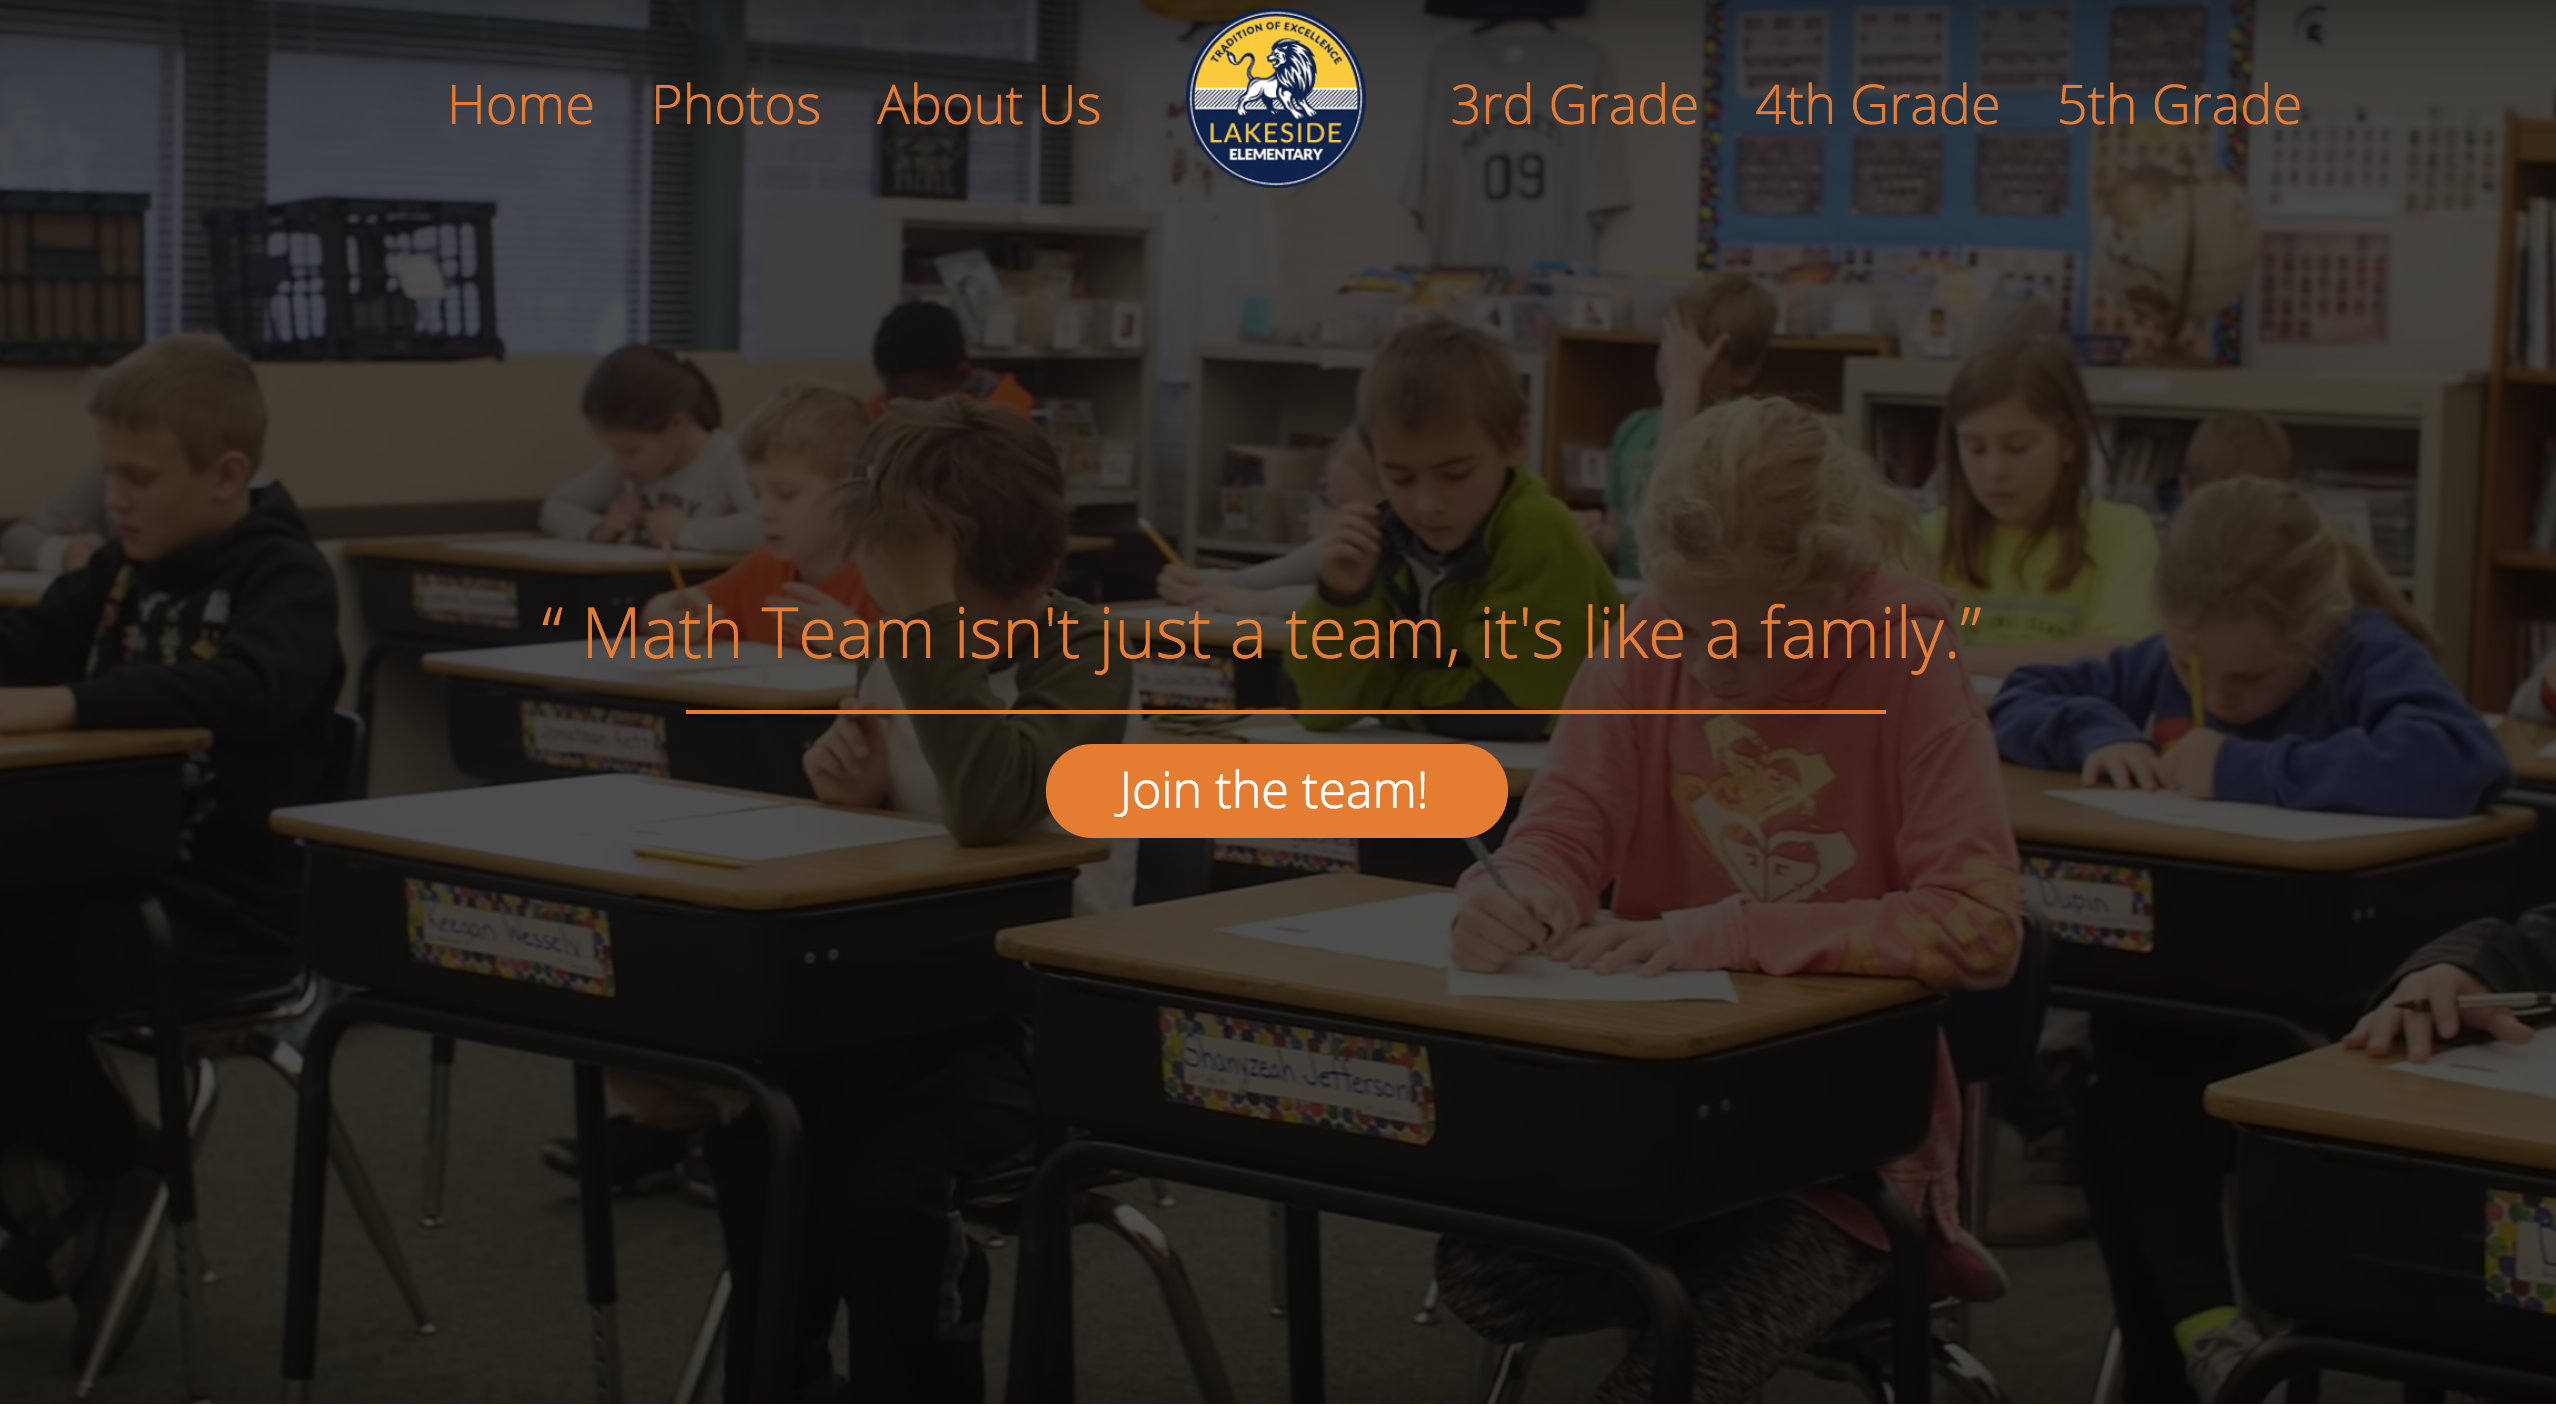 Home Photos About Us
TRADITION OF EXCELLENCE
LAKESIDE
ELEMENTARY
3rd Grade 4th Grade 5th Grade
09
“ Math Team isn't just a team, it's like a family.”
Join the team!
Keegan Wessely
Dupin
Shanyzeah Jefferson